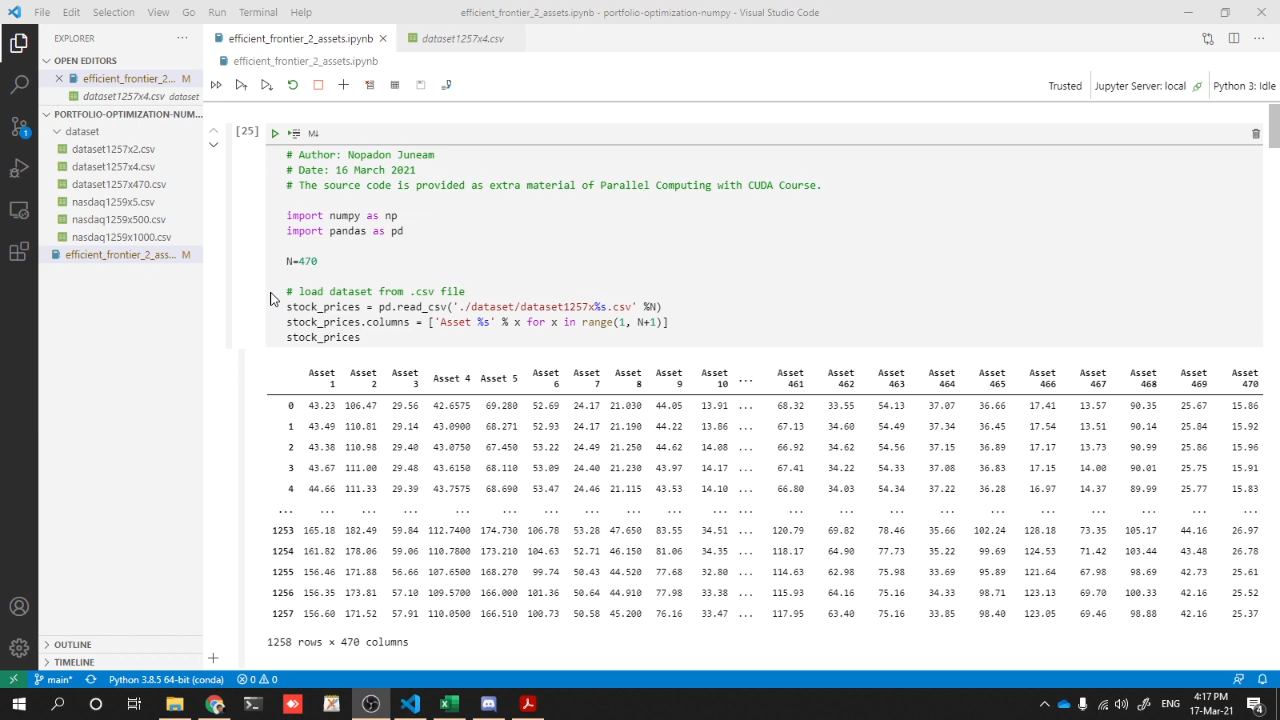 File Edit Selection View Go Run Terminal Help
efficient_frontier_2_assets.ipynb - portfolio-optimization-numpy - Visual Studio Code
EXPLORER
OPEN EDITORS
efficient_frontier_2... M
dataset1257x4.csv dataset
PORTFOLIO-OPTIMIZATION-NUM...
dataset
dataset1257x2.csv
dataset1257x4.csv
dataset1257x470.csv
nasdaq1259x5.csv
nasdaq1259x500.csv
nasdaq1259x1000.csv
efficient_frontier_2_ass... M
OUTLINE
TIMELINE
1
efficient_frontier_2_assets.ipynb
dataset1257x4.csv
efficient_frontier_2_assets.ipynb
Trusted
Jupyter Server: local
Python 3: Idle
[25]
M↓
# Author: Nopadon Juneam
# Date: 16 March 2021
# The source code is provided as extra material of Parallel Computing with CUDA Course.
import numpy as np
import pandas as pd
N=470
# load dataset from .csv file
stock_prices = pd.read_csv('./dataset/dataset1257x%s.csv' %N)
stock_prices.columns = ['Asset %s' % x for x in range(1, N+1)]
stock_prices
Asset 1 Asset 2 Asset 3 Asset 4 Asset 5 Asset 6 Asset 7 Asset 8 Asset 9 Asset 10 ... Asset 461 Asset 462 Asset 463 Asset 464 Asset 465 Asset 466 Asset 467 Asset 468 Asset 469 Asset 470
0 43.23 106.47 29.56 42.6575 69.280 52.69 24.17 21.030 44.05 13.91 ... 68.32 33.55 54.13 37.07 36.66 17.41 13.57 90.35 25.67 15.86
1 43.49 110.81 29.14 43.0900 68.271 52.93 24.17 21.190 44.22 13.86 ... 67.13 34.60 54.49 37.34 36.45 17.54 13.51 90.14 25.84 15.92
2 43.38 110.98 29.48 43.0750 67.450 53.22 24.49 21.250 44.62 14.08 ... 66.92 34.62 54.56 37.15 36.89 17.17 13.73 90.99 25.86 15.96
3 43.67 111.00 29.48 43.6150 68.110 53.09 24.40 21.230 43.97 14.17 ... 67.41 34.22 54.33 37.08 36.83 17.15 14.00 90.01 25.75 15.91
4 44.66 111.33 29.39 43.7575 68.690 53.47 24.46 21.115 43.53 14.10 ... 66.80 34.03 54.34 37.22 36.28 16.97 14.37 89.99 25.77 15.83
... ... ... ... ... ... ... ... ... ... ... ... ... ... ... ... ... ... ... ... ... ...
1253 165.18 182.49 59.84 112.7400 174.730 106.78 53.28 47.650 83.55 34.51 ... 120.79 69.82 78.46 35.66 102.24 128.18 73.35 105.17 44.16 26.97
1254 161.82 178.06 59.06 110.7800 173.210 104.63 52.71 46.150 81.06 34.35 ... 118.17 64.90 77.73 35.22 99.69 124.53 71.42 103.44 43.48 26.78
1255 156.46 171.88 56.66 107.6500 168.270 99.74 50.43 44.520 77.68 32.80 ... 114.63 62.98 75.98 33.69 95.89 121.64 67.98 98.69 42.73 25.61
1256 156.35 173.81 57.10 109.5700 166.000 101.36 50.64 44.910 77.98 33.38 ... 115.93 64.16 75.16 34.33 98.71 123.13 69.70 100.33 42.16 25.52
1257 156.60 171.52 57.91 110.0500 166.510 100.73 50.58 45.200 76.16 33.47 ... 117.95 63.40 75.16 33.85 98.40 123.05 69.46 98.88 42.16 25.37
1258 rows × 470 columns
main* Python 3.8.5 64-bit (conda) 0 0
ENG
4:17 PM
17-Mar-21
4